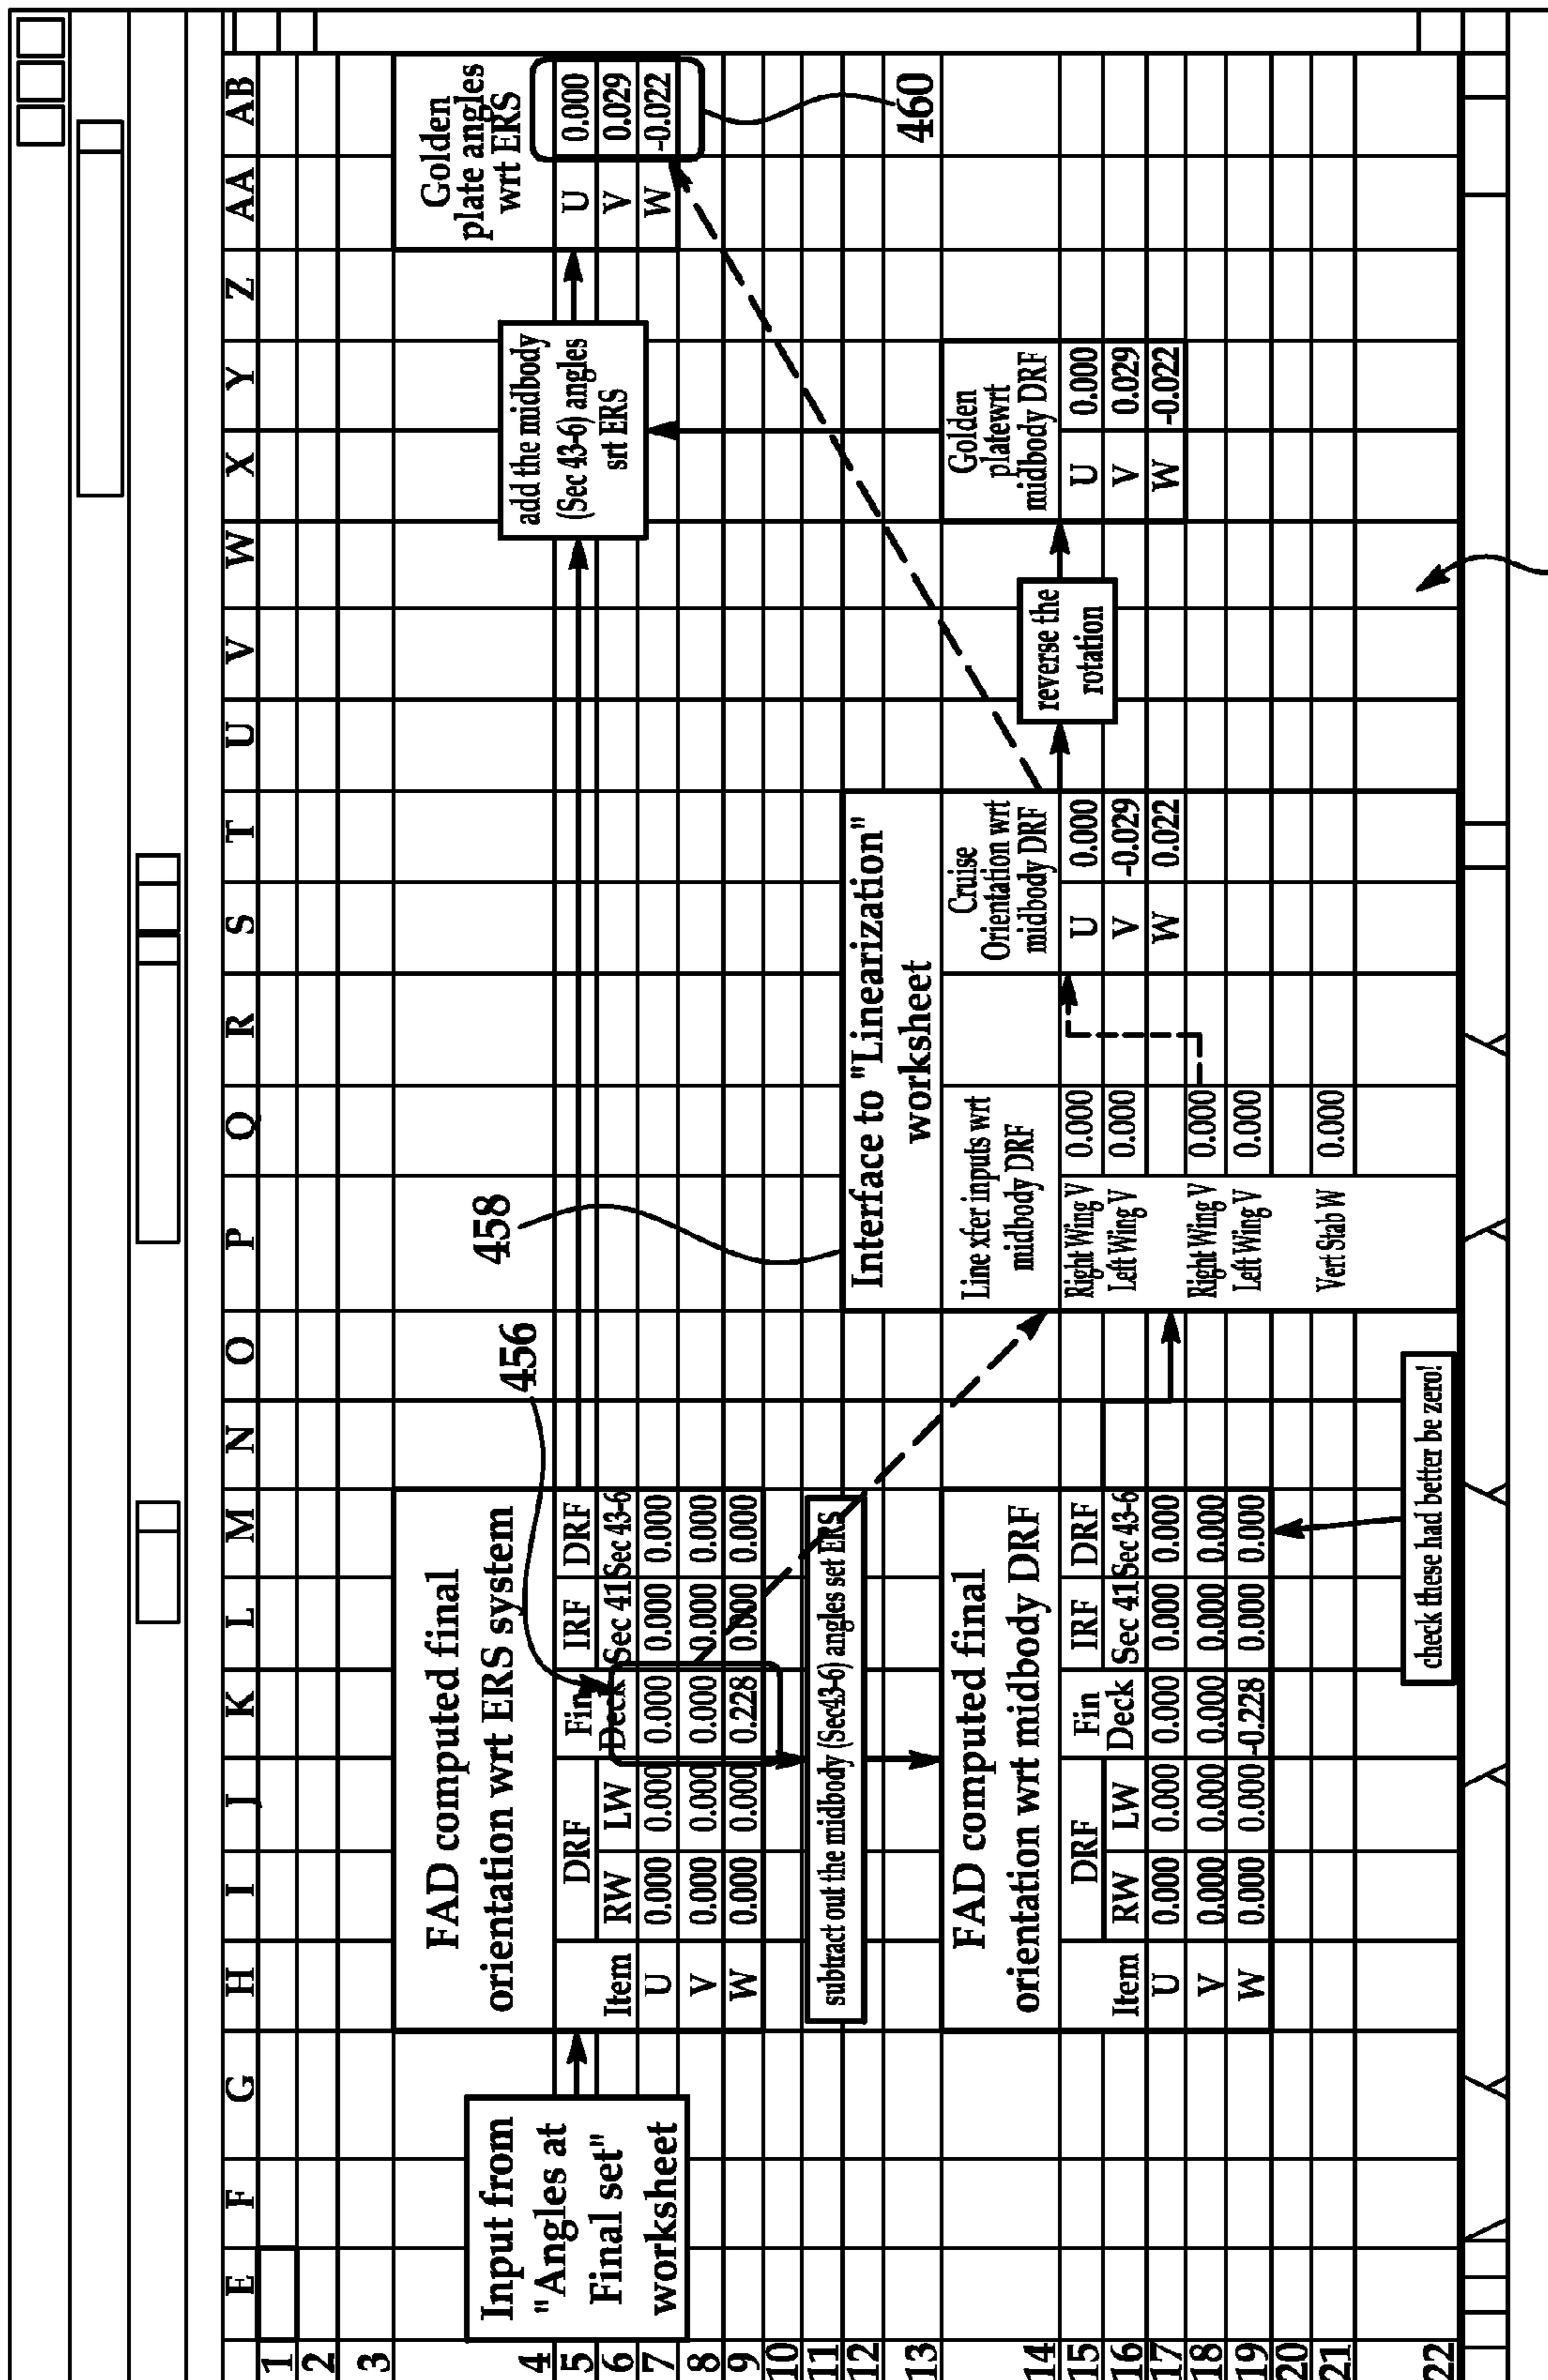 E F G H I J K L M N O P Q R S T U V W X Y Z AA AB
1
2
3
4
5
6
7
8
9
10
11
12
13
14
15
16
17
18
19
20
21
22
Input from
"Angles at
Final set"
worksheet
FAD computed final
orientation wrt ERS system
DRF Fin IRF DRF
Item RW LW Deck Sec 41 Sec 43-6
U 0.000 0.000 0.000 0.000 0.000
V 0.000 0.000 0.000 0.000 0.000
W 0.000 0.000 0.228 0.000 0.000
456
subtract out the midbody (Sec43-6) angles set ERS
FAD computed final
orientation wrt midbody DRF
DRF Fin IRF DRF
Item RW LW Deck Sec 41 Sec 43-6
U 0.000 0.000 0.000 0.000 0.000
V 0.000 0.000 0.000 0.000 0.000
W 0.000 0.000 -0.228 0.000 0.000
check these had better be zero!
458
Interface to "Linearization"
worksheet
Line xfer inputs wrt
midbody DRF
Right Wing V 0.000
Left Wing V 0.000
Right Wing V 0.000
Left Wing V 0.000
Vert Stab W 0.000
Cruise
Orientation wrt
midbody DRF
U 0.000
V -0.029
W 0.022
reverse the
rotation
Golden
platewrt
midbody DRF
U 0.000
V 0.029
W -0.022
add the midbody
(Sec 43-6) angles
srt ERS
Golden
plate angles
wrt ERS
U 0.000
V 0.029
W -0.022
460